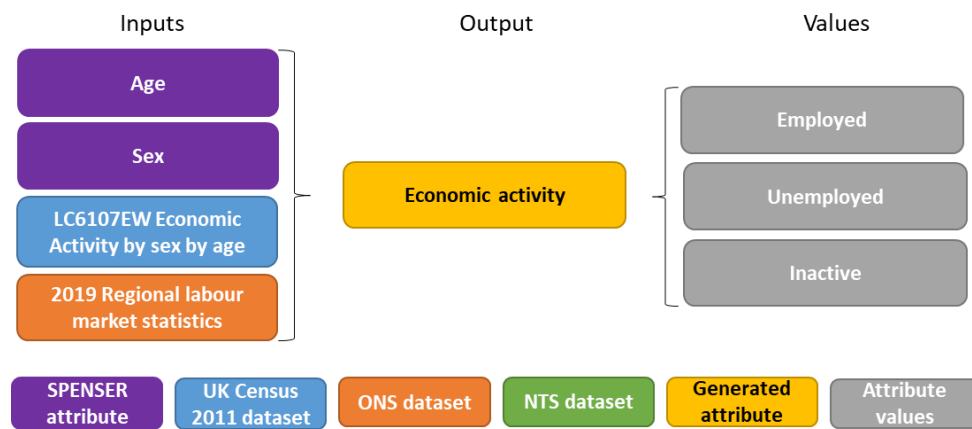 Inputs
Output
Values
Age
Sex
LC6107EW Economic
Activity by sex by age
2019 Regional labour
market statistics
Economic activity
Employed
Unemployed
Inactive
SPENSER
attribute
UK Census
2011 dataset
ONS dataset
NTS dataset
Generated
attribute
Attribute
values